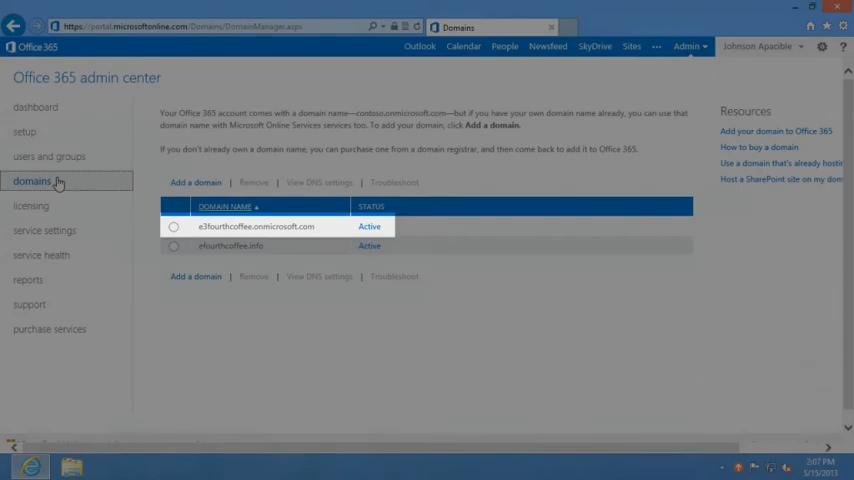 https://portal.microsoftonline.com/Domains/DomainManager.aspx
Domains
Office 365
Outlook Calendar People Newsfeed SkyDrive Sites ••• Admin Johnson Apacible ?
Office 365 admin center
dashboard
setup
users and groups
domains
licensing
service settings
service health
reports
support
purchase services
Your Office 365 account comes with a domain name—contoso.onmicrosoft.com—but if you have your own domain name already, you can use that
domain name with Microsoft Online Services services too. To add your domain, click Add a domain.
If you don't already own a domain name, you can purchase one from a domain registrar, and then come back to add it to Office 365.
Add a domain | Remove | View DNS settings | Troubleshoot
DOMAIN NAME STATUS
e3fourthcoffee.onmicrosoft.com Active
efourthcoffee.info Active
Add a domain | Remove | View DNS settings | Troubleshoot
Resources
Add your domain to Office 365
How to buy a domain
Use a domain that's already hostin
Host a SharePoint site on my dom
2:07 PM
5/15/2013